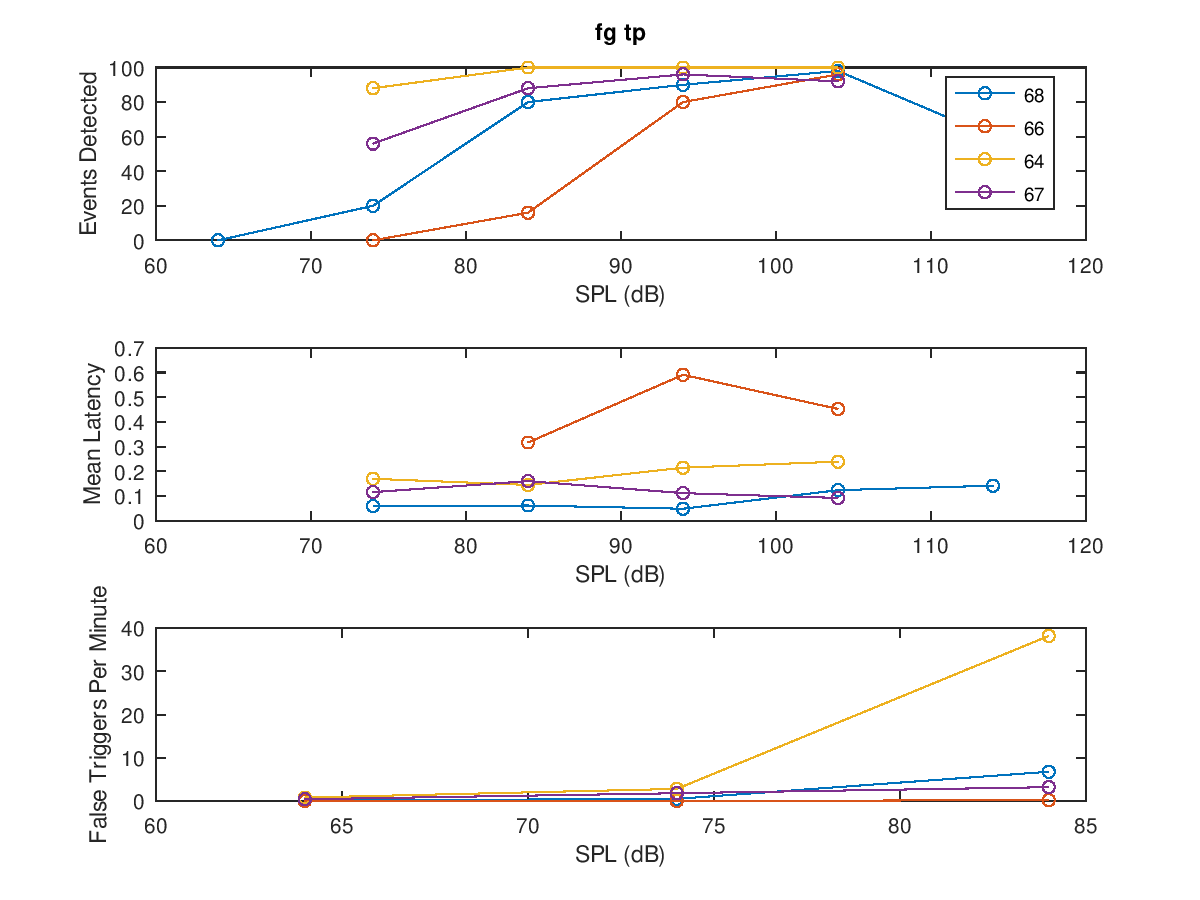 fg tp
Events Detected
100
80
60
40
20
0
60 70 80 90 100 110 120
SPL (dB)
68
66
64
67
Mean Latency
0.7
0.6
0.5
0.4
0.3
0.2
0.1
0
60 70 80 90 100 110 120
SPL (dB)
False Triggers Per Minute
40
30
20
10
0
60 65 70 75 80 85
SPL (dB)